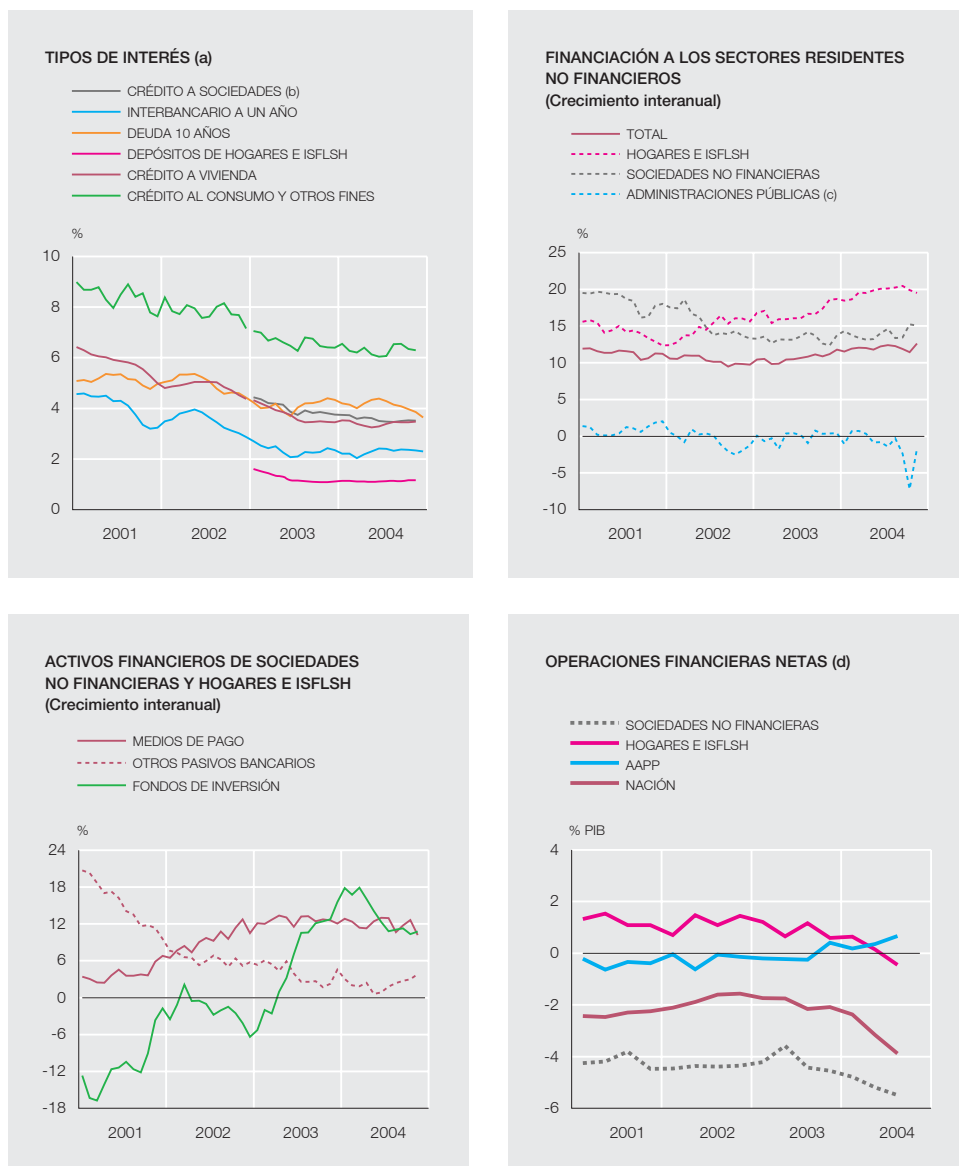 TIPOS DE INTERÉS (a)
CRÉDITO A SOCIEDADES (b)
INTERBANCARIO A UN AÑO
DEUDA 10 AÑOS
DEPÓSITOS DE HOGARES E ISFLSH
CRÉDITO A VIVIENDA
CRÉDITO AL CONSUMO Y OTROS FINES
%
10
8
6
4
2
0
2001 2002 2003 2004
FINANCIACIÓN A LOS SECTORES RESIDENTES
NO FINANCIEROS
(Crecimiento interanual)
TOTAL
HOGARES E ISFLSH
SOCIEDADES NO FINANCIERAS
ADMINISTRACIONES PÚBLICAS (c)
%
25
20
15
10
5
0
-5
-10
2001 2002 2003 2004
ACTIVOS FINANCIEROS DE SOCIEDADES
NO FINANCIERAS Y HOGARES E ISFLSH
(Crecimiento interanual)
MEDIOS DE PAGO
OTROS PASIVOS BANCARIOS
FONDOS DE INVERSIÓN
%
24
18
12
6
0
-6
-12
-18
2001 2002 2003 2004
OPERACIONES FINANCIERAS NETAS (d)
SOCIEDADES NO FINANCIERAS
HOGARES E ISFLSH
AAPP
NACIÓN
% PIB
4
2
0
-2
-4
-6
2001 2002 2003 2004